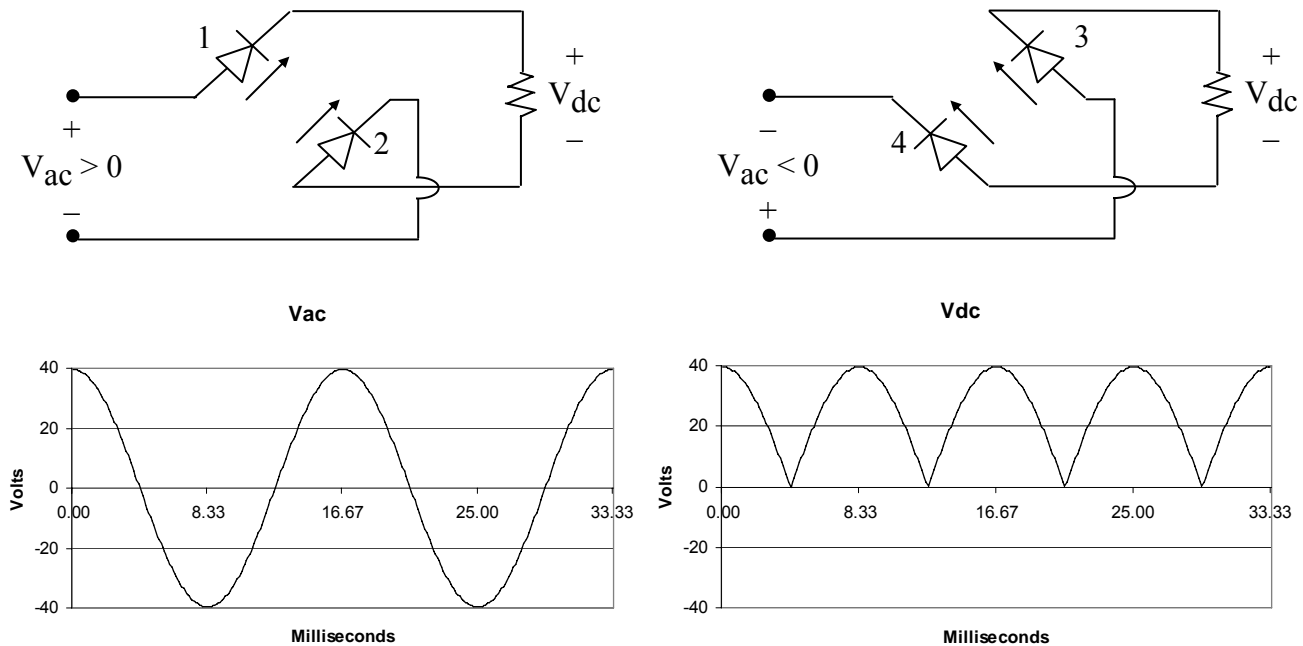 1
+
Vdc
−
2
+
Vac > 0
−
3
+
Vdc
−
4
−
Vac < 0
+
Vac
40
20
0
-20
-40
Volts
0.00 8.33 16.67 25.00 33.33
Milliseconds
Vdc
40
20
0
-20
-40
Volts
0.00 8.33 16.67 25.00 33.33
Milliseconds